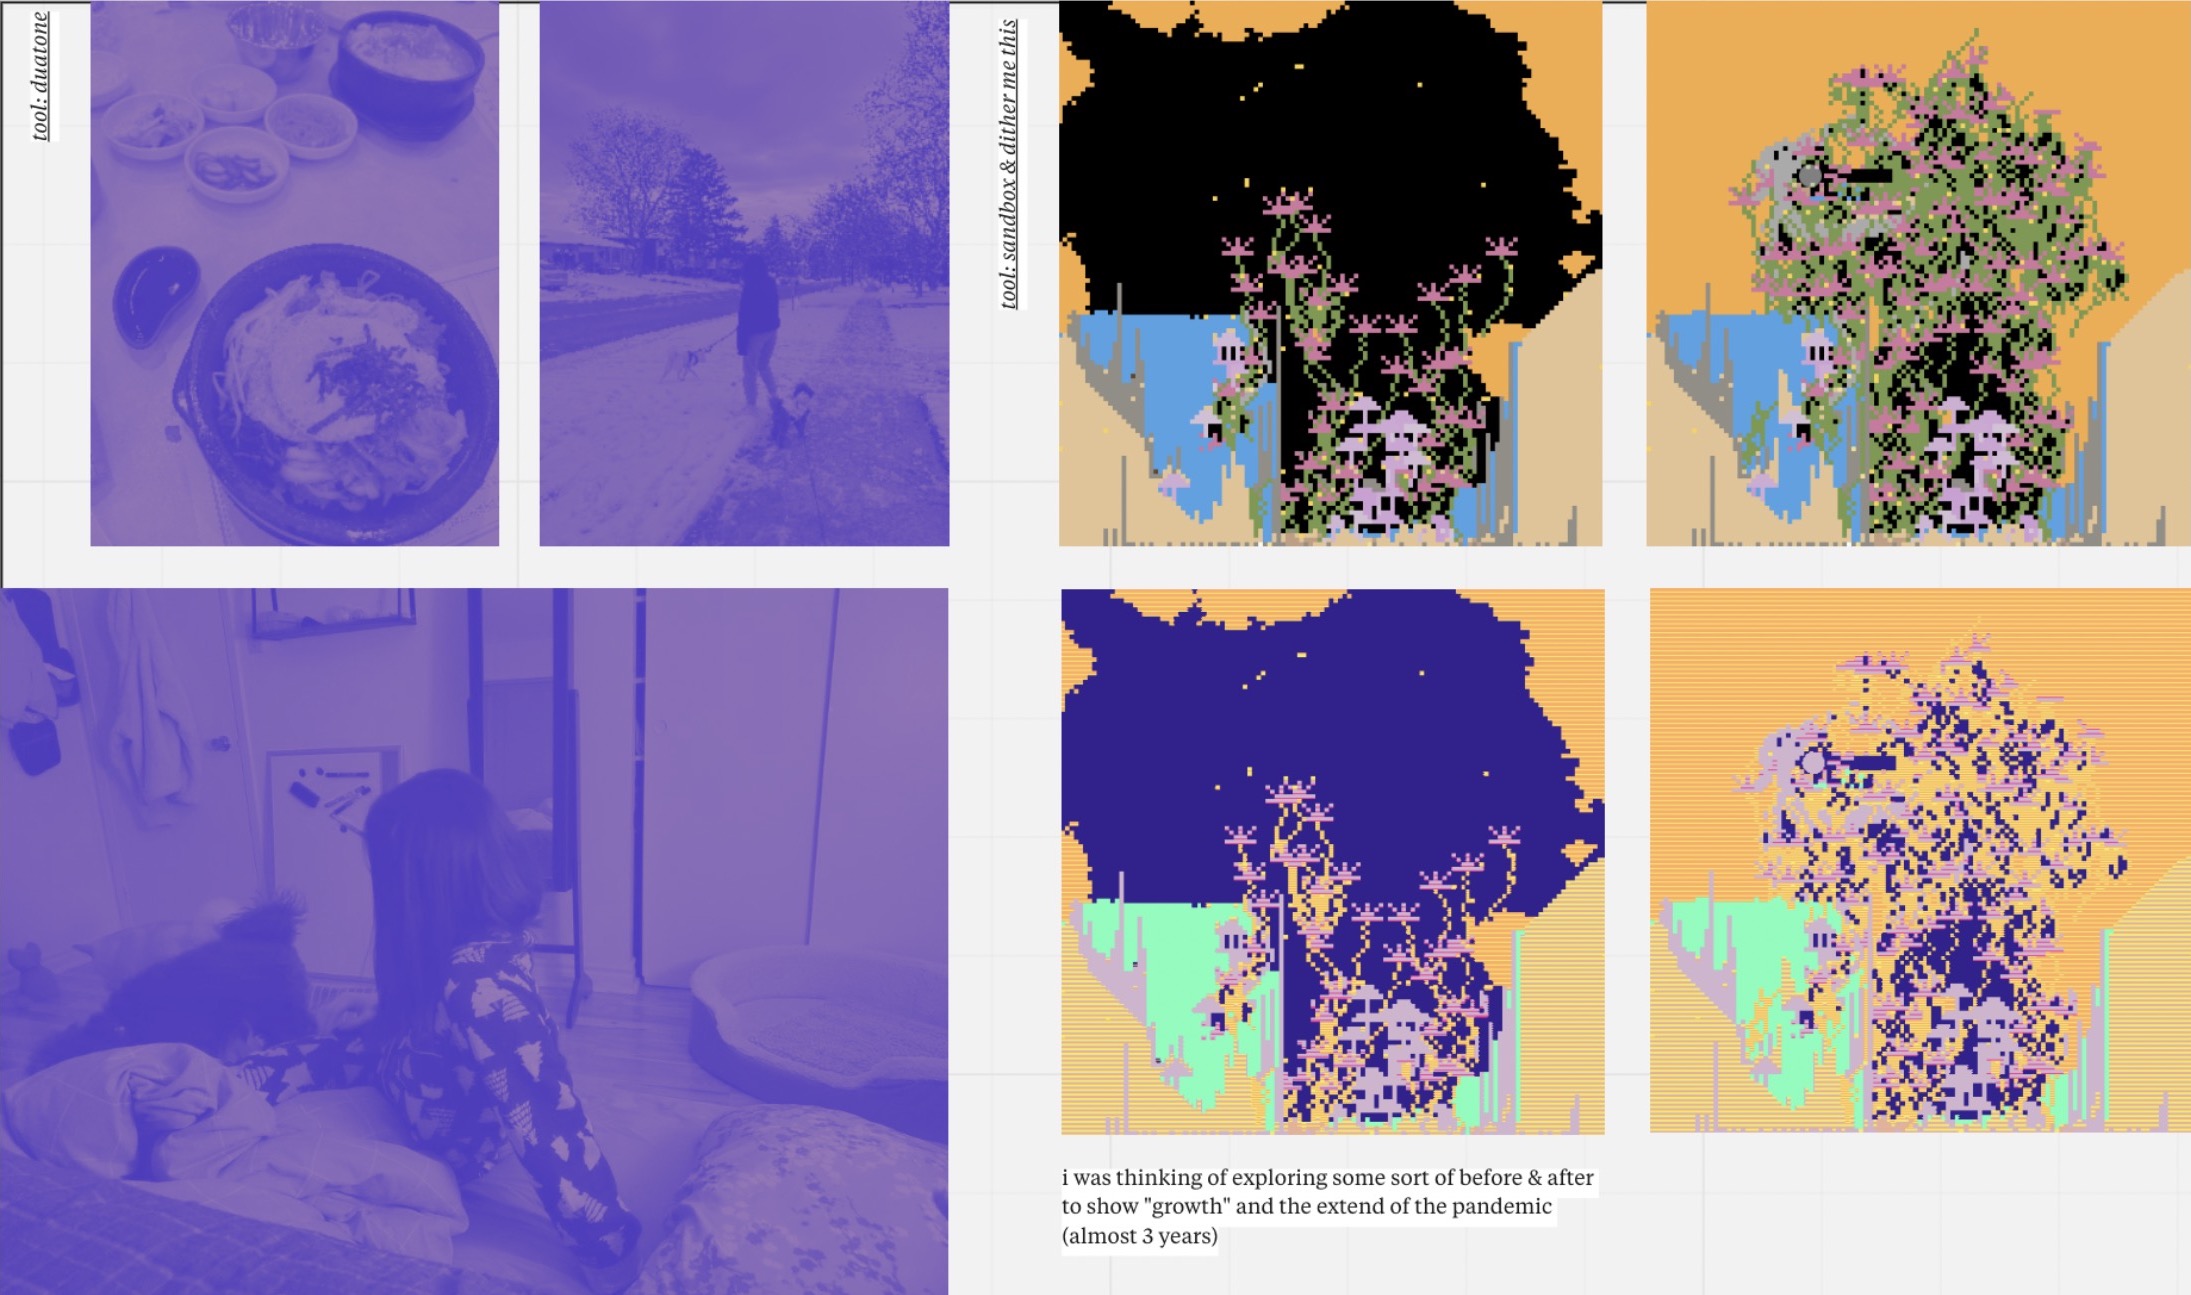 tool: duatone
tool: sandbox & dither me this
i was thinking of exploring some sort of before & after
to show "growth" and the extend of the pandemic
(almost 3 years)